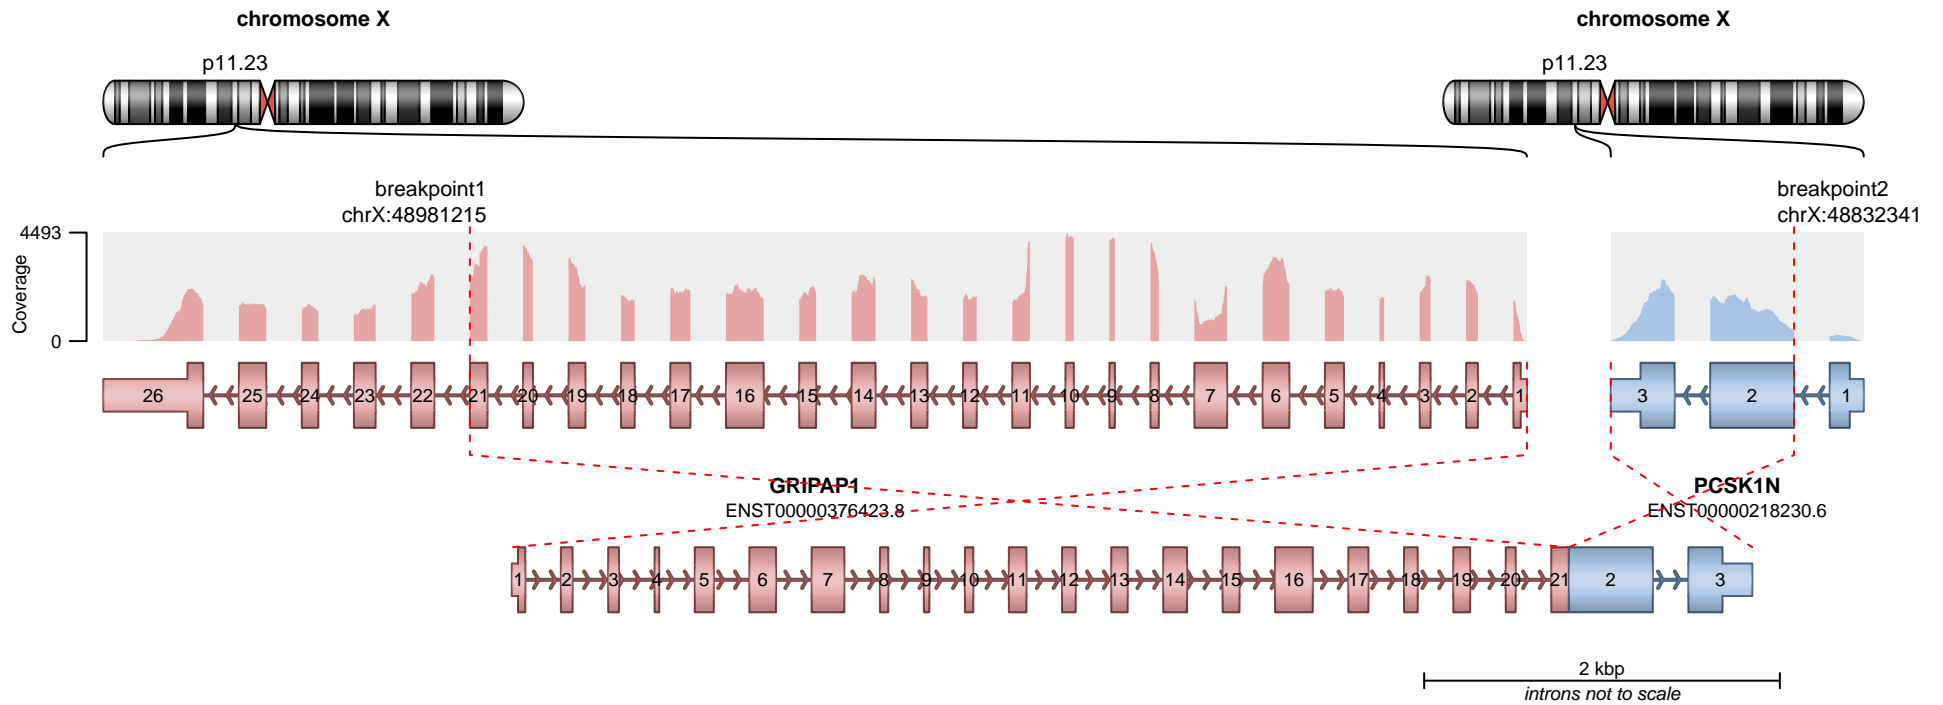 chromosome X
chromosome X
p11.23
p11.23
breakpoint1
chrX:48981215
breakpoint2
chrX:48832341
4493
Coverage
0
26 25 24 23 22 21 20 19 18 17 16 15 14 13 12 11 10 9 8 7 6 5 4 3 2 1
3 2 1
GRIPAP1
ENST00000376423.8
PCSK1N
ENST00000218230.6
1 2 3 4 5 6 7 8 9 10 11 12 13 14 15 16 17 18 19 20 21 2 3
2 kbp
introns not to scale